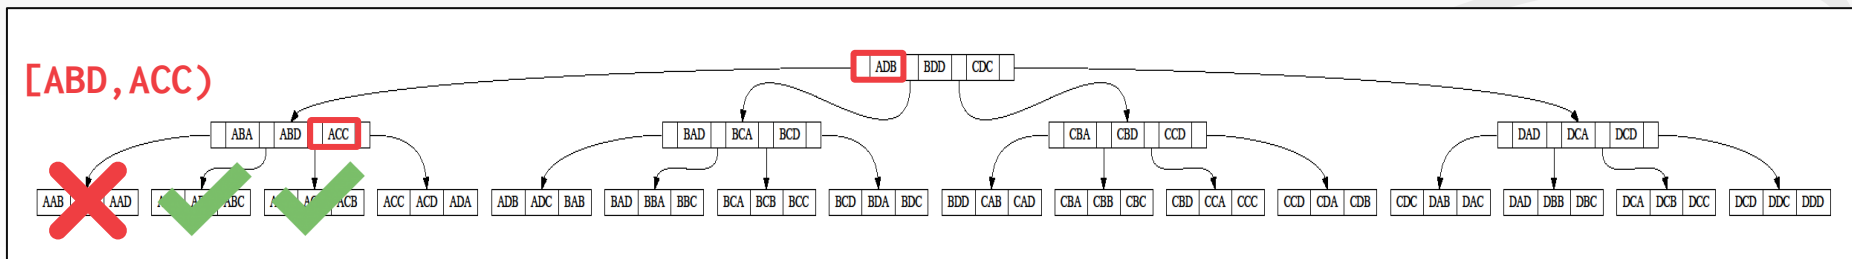 ADB BDD CDC
[ABD,ACC)
ABA ABD ACC BAD BCA BCD CBA CBD CCD DAD DCA DCD
AAB AAD ABC ACB ACC ACD ADA ADB ADC BAB BAD BBA BBC BCA BCB BCC BCD BDA BDC BDD CAB CAD CBA CBB CBC CBD CCA CCC CCD CDA CDB CDC DAB DAC DAD DBB DBC DCA DCB DCC DCD DDC DDD